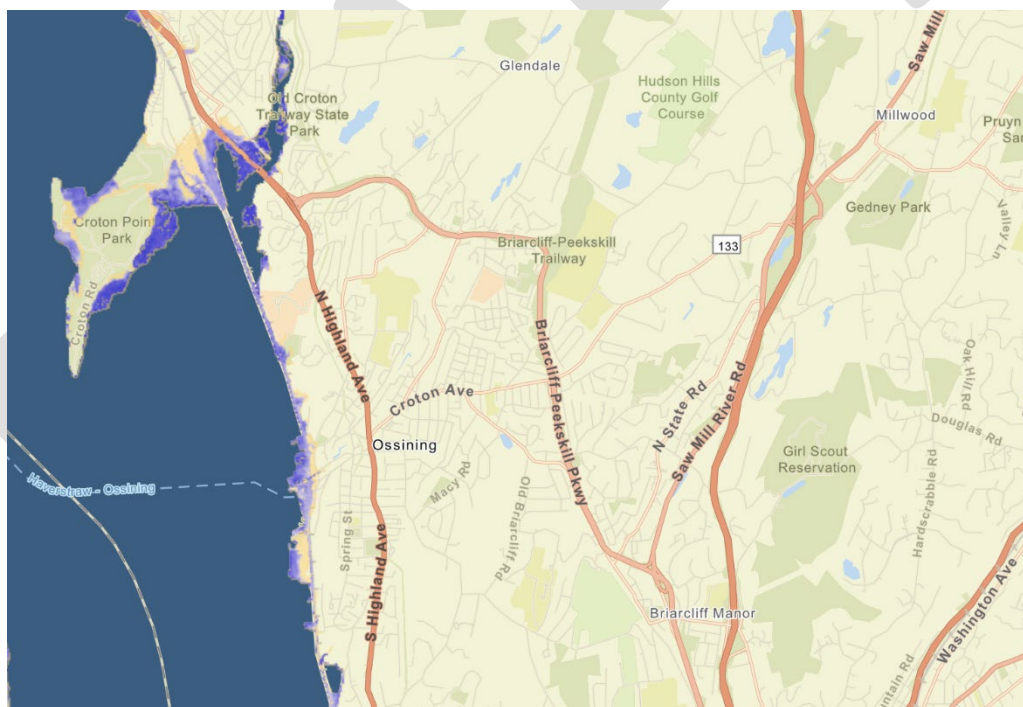 Saw Mill
Glendale
Hudson Hills
County Golf
Course
Old Croton
Trailway State
Park
Millwood
Pruyn
San
Croton Point
Park
Croton Rd
Gedney Park
Valley Ln
Briarcliff-Peekskill
Trailway
133
N Highland Ave
Briarcliff Peekskill Pkwy
Croton Ave
N State Rd
Saw Mill River Rd
Oak Hill Rd
Douglas Rd
Ossining
Girl Scout
Reservation
Macy Rd
Old Briarcliff Rd
Haverstraw - Ossining
Hardscrabble Rd
Spring St
S Highland Ave
Briarcliff Manor
Washington Ave
untain Rd